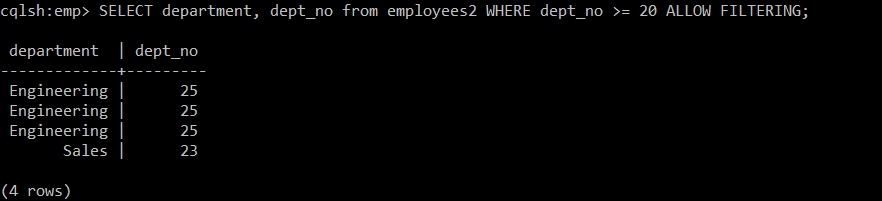 cqlsh:emp> SELECT department, dept_no from employees2 WHERE dept_no >= 20 ALLOW FILTERING;
 department  | dept_no
-------------+---------
 Engineering |      25
 Engineering |      25
 Engineering |      25
       Sales |      23
(4 rows)